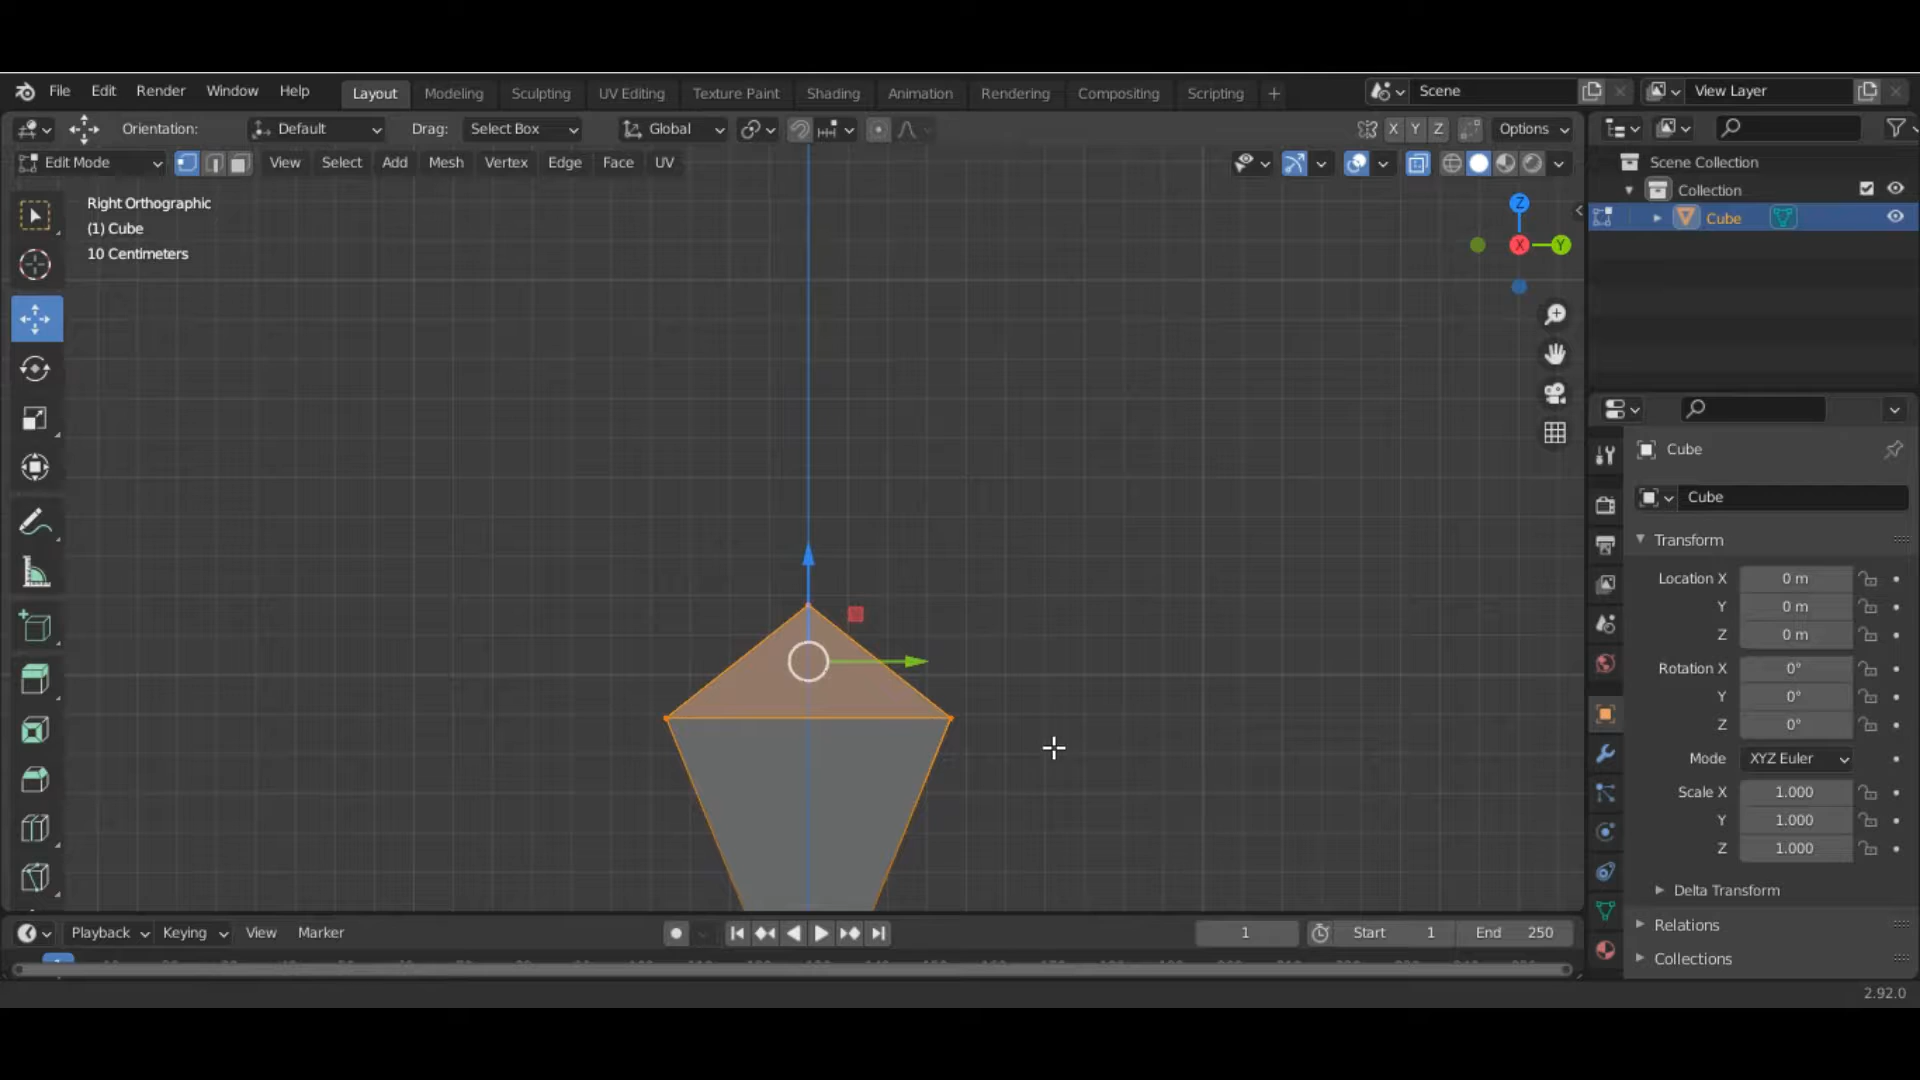 File Edit Render Window Help Layout Modeling Sculpting UV Editing Texture Paint Shading Animation Rendering Compositing Scripting + Scene View Layer
Orientation: Default Drag: Select Box Global X Y Z Options
Edit Mode View Select Add Mesh Vertex Edge Face UV
Right Orthographic
(1) Cube
10 Centimeters
Z
X
Y
Scene Collection
Collection
Cube
Cube
Cube
Transform
Location X 0 m
Y 0 m
Z 0 m
Rotation X 0°
Y 0°
Z 0°
Mode XYZ Euler
Scale X 1.000
Y 1.000
Z 1.000
Delta Transform
Relations
Collections
Playback Keying View Marker 1 Start 1 End 250
2.92.0